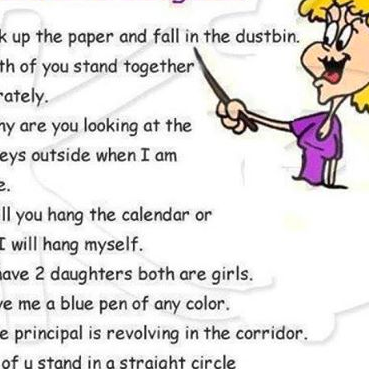 k up the paper and fall in the dustbin.
th of you stand together
rately.
hy are you looking at the
eys outside when I am
e.
ll you hang the calendar or
I will hang myself.
have 2 daughters both are girls.
ve me a blue pen of any color.
e principal is revolving in the corridor.
of u stand in a straight circle